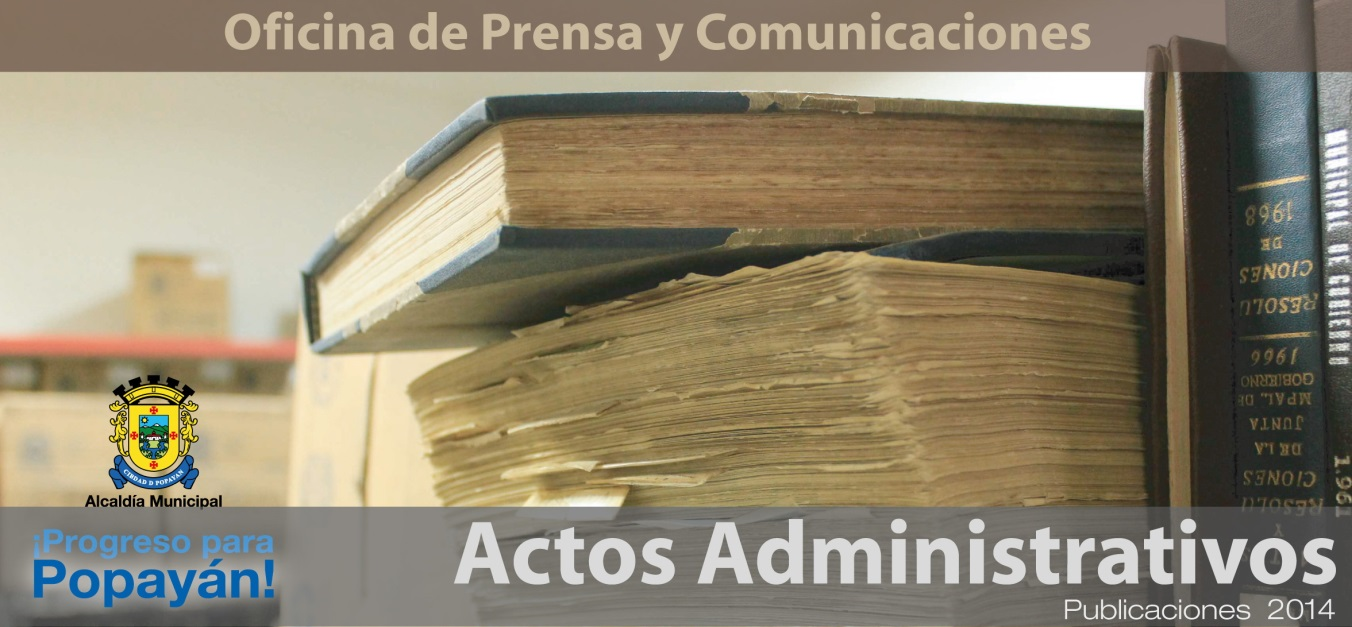 Oficina de Prensa y Comunicaciones
CIBDAD D POPAYAN
Alcaldía Municipal
¡Progreso para
Popayán!
Actos Administrativos
Publicaciones 2014
Y
RESOLU
CIONES
DE LA
JUNTA
MPAL. DE
GOBIERNO
1966
RESOLU
CIONES
DE
1968
MUNICIPAL DE GOBIERNO
1.961